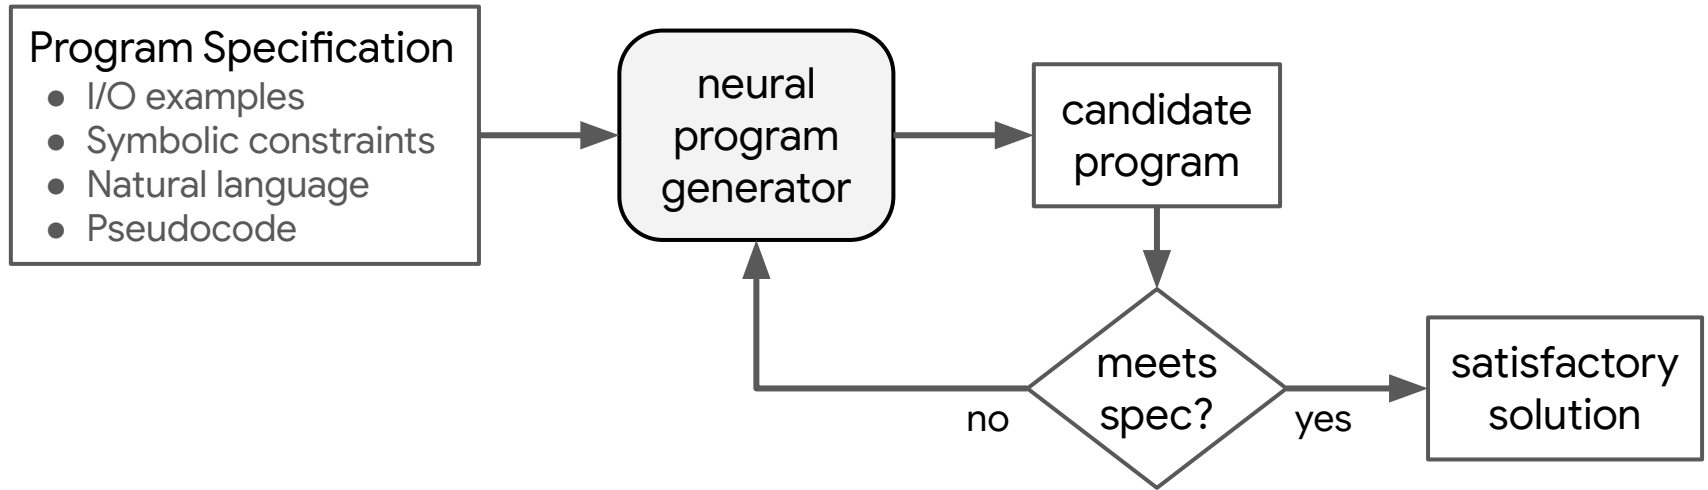 Program Specification
● I/O examples
● Symbolic constraints
● Natural language
● Pseudocode
neural
program
generator
candidate
program
meets
spec?
no
yes
satisfactory
solution